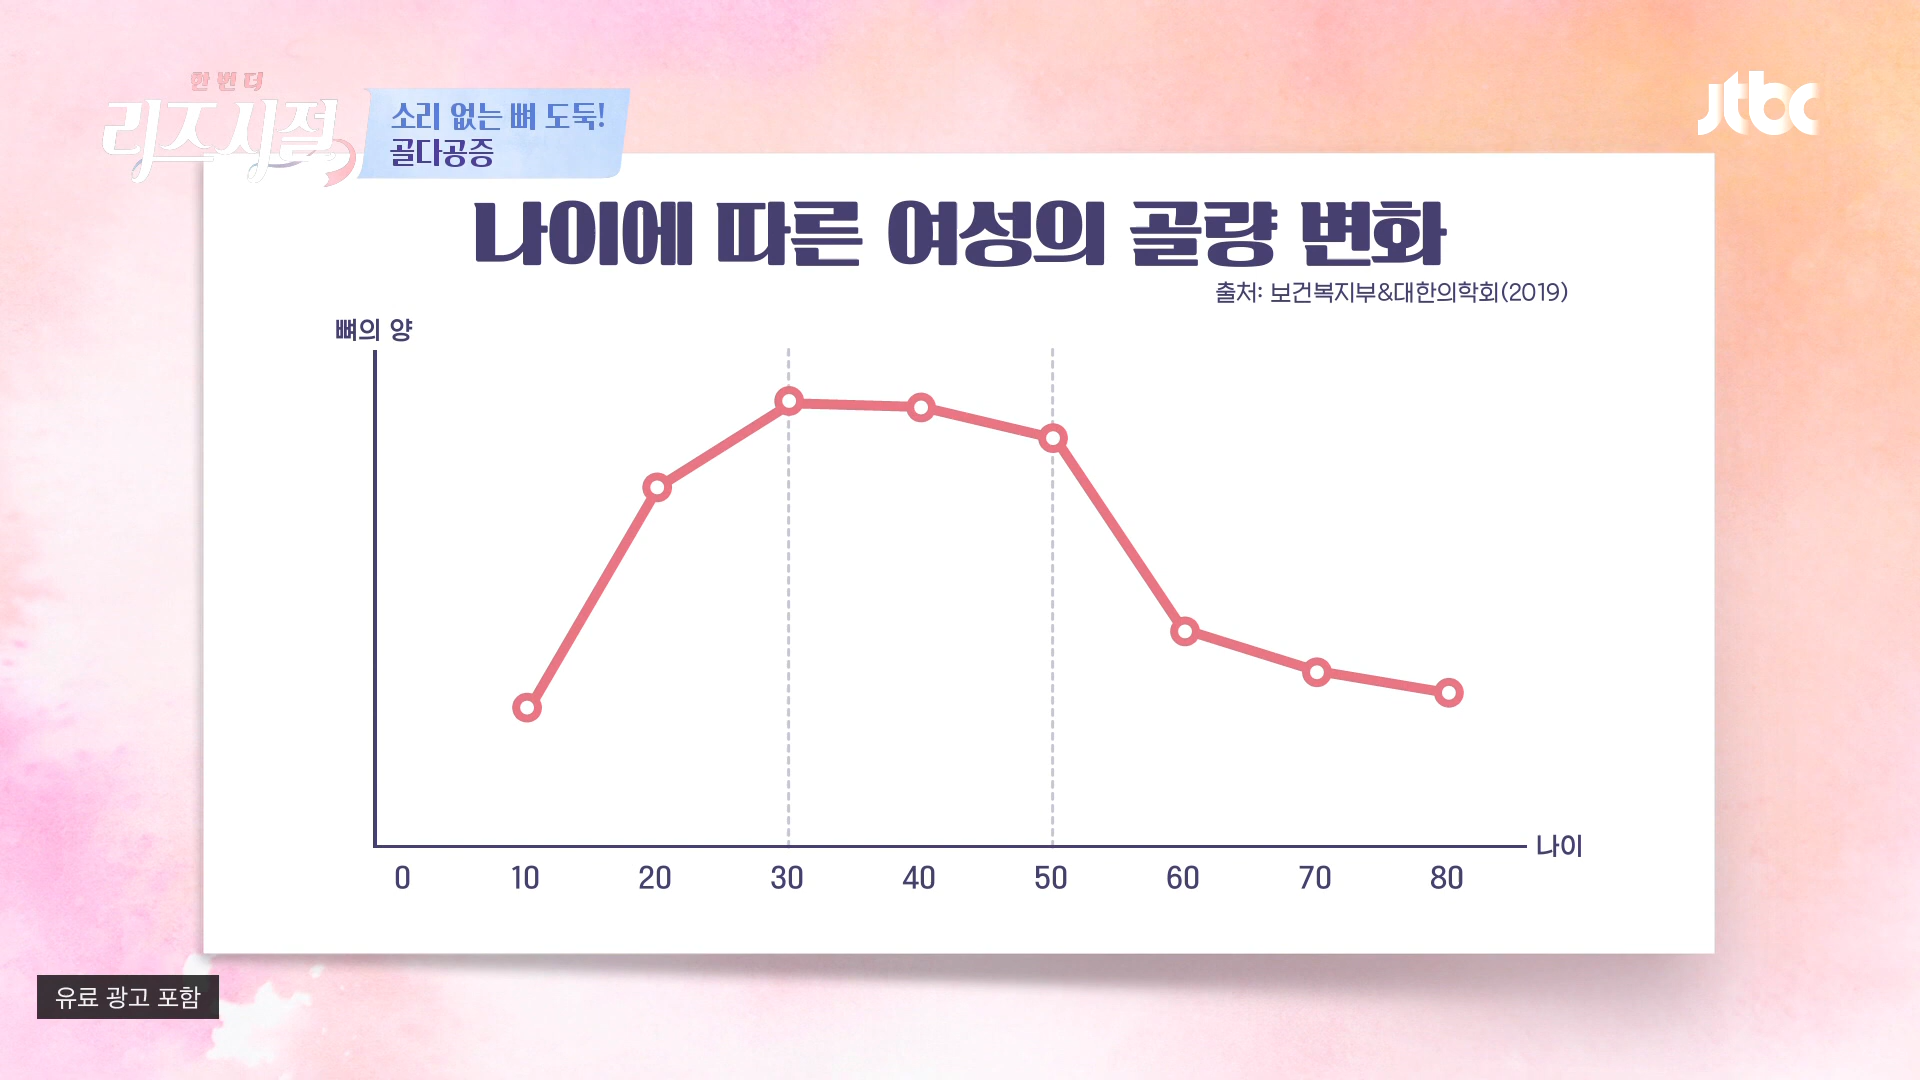 한 번 더
리즈시절
소리 없는 뼈 도둑!
골다공증
jtbc
나이에 따른 여성의 골량 변화
출처: 보건복지부&대한의학회(2019)
뼈의 양
나이
0 10 20 30 40 50 60 70 80
유료 광고 포함